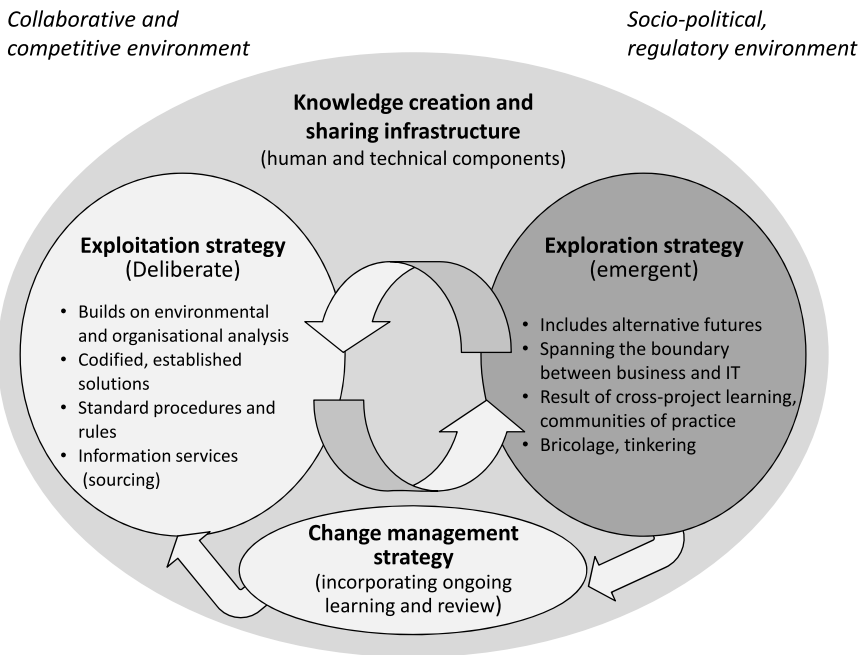 Collaborative and
competitive environment
Socio-political,
regulatory environment
Knowledge creation and
sharing infrastructure
(human and technical components)
Exploitation strategy
(Deliberate)
• Builds on environmental
and organisational analysis
• Codified, established
solutions
• Standard procedures and
rules
• Information services
(sourcing)
Exploration strategy
(emergent)
• Includes alternative futures
• Spanning the boundary
between business and IT
• Result of cross-project learning,
communities of practice
• Bricolage, tinkering
Change management
strategy
(incorporating ongoing
learning and review)